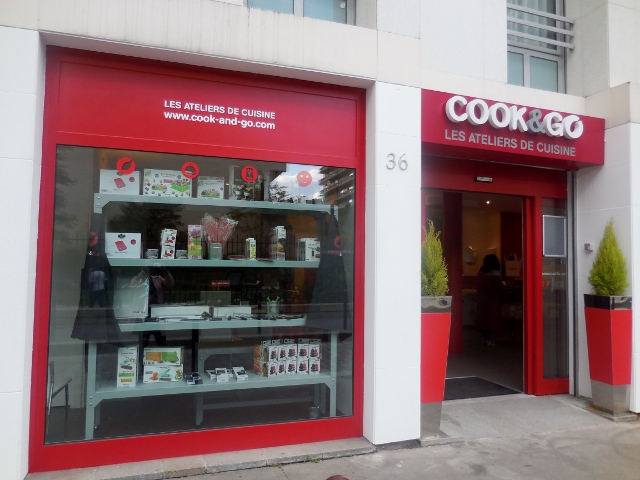 LES ATELIERS DE CUISINE
www.cook-and-go.com
36
COOK&GO
LES ATELIERS DE CUISINE